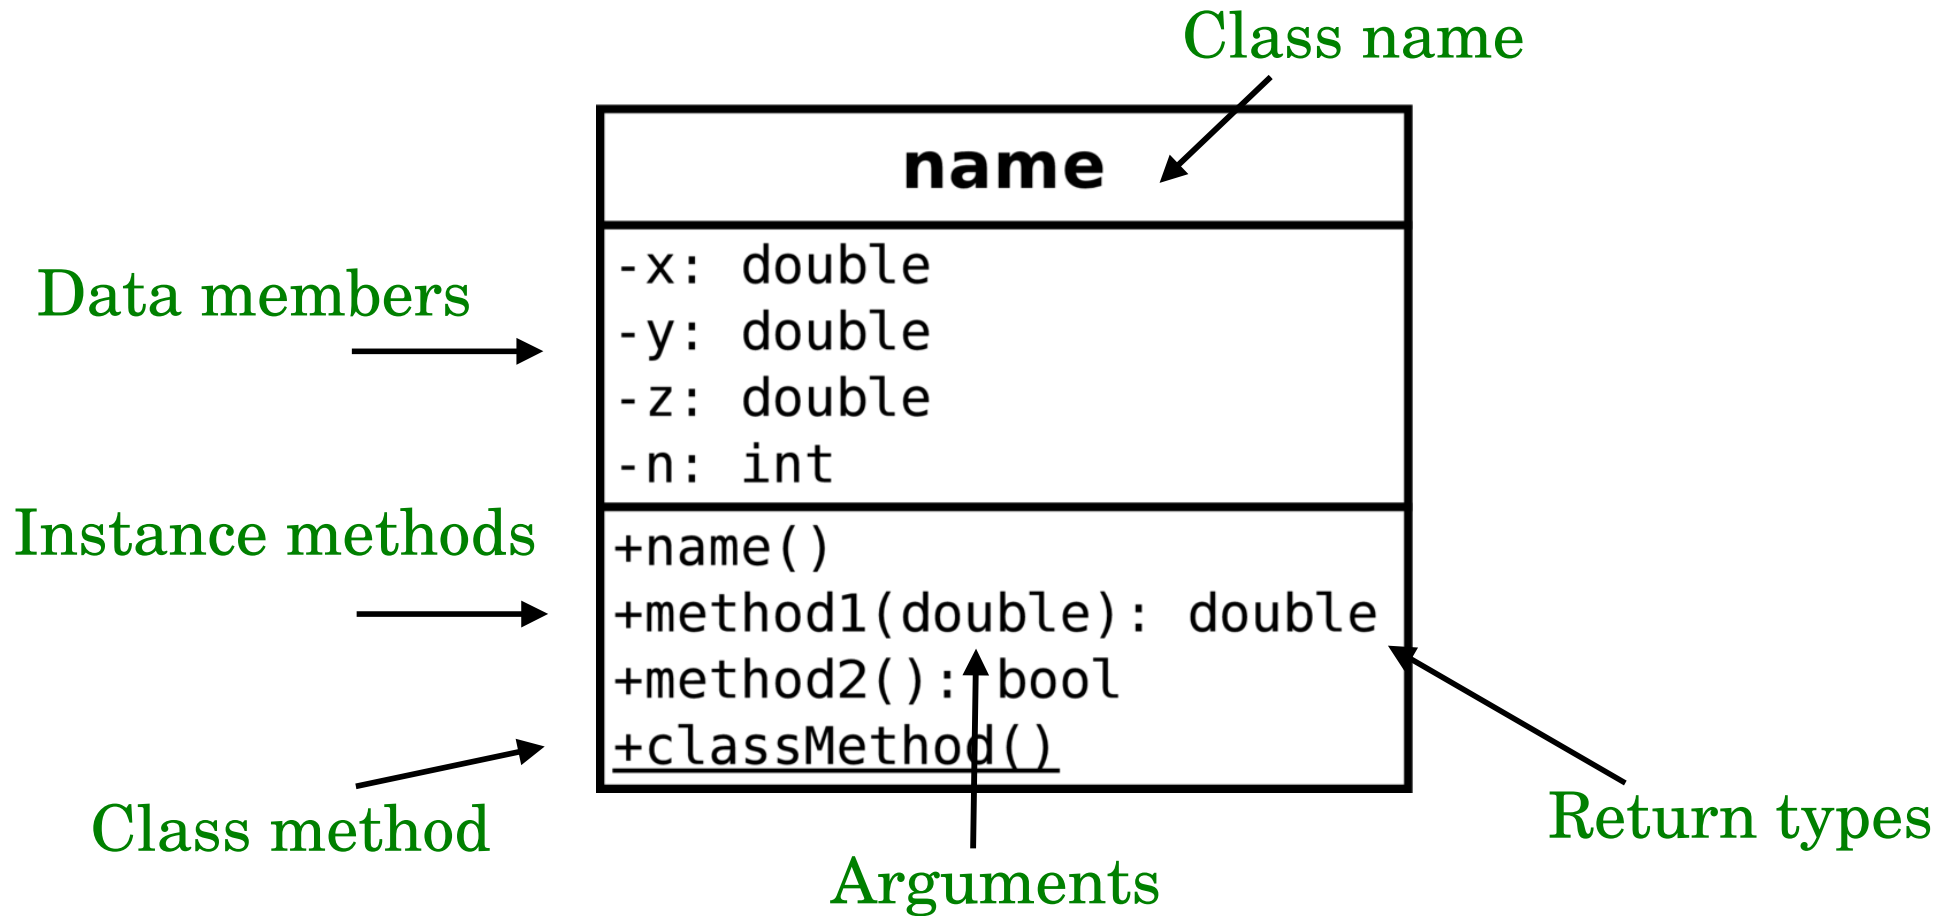 Class name
name
Data members
-x: double
-y: double
-z: double
-n: int
Instance methods
+name()
+method1(double): double
+method2(): bool
+classMethod()
Class method
Arguments
Return types